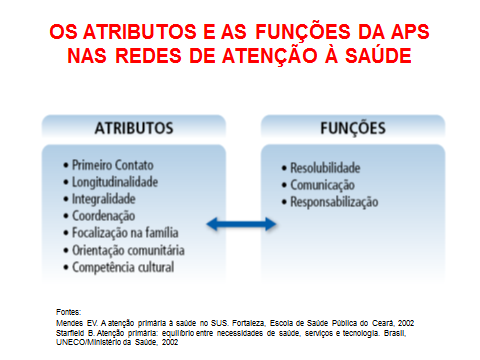 OS ATRIBUTOS E AS FUNÇÕES DA APS
NAS REDES DE ATENÇÃO À SAÚDE
ATRIBUTOS
• Primeiro Contato
• Longitudinalidade
• Integralidade
• Coordenação
• Focalização na família
• Orientação comunitária
• Competência cultural
FUNÇÕES
• Resolubilidade
• Comunicação
• Responsabilização
Fontes:
Mendes EV. A atenção primária à saúde no SUS. Fortaleza, Escola de Saúde Pública do Ceará, 2002
Starfield B. Atenção primária: equilíbrio entre necessidades de saúde, serviços e tecnologia. Brasil,
UNECO/Ministério da Saúde, 2002